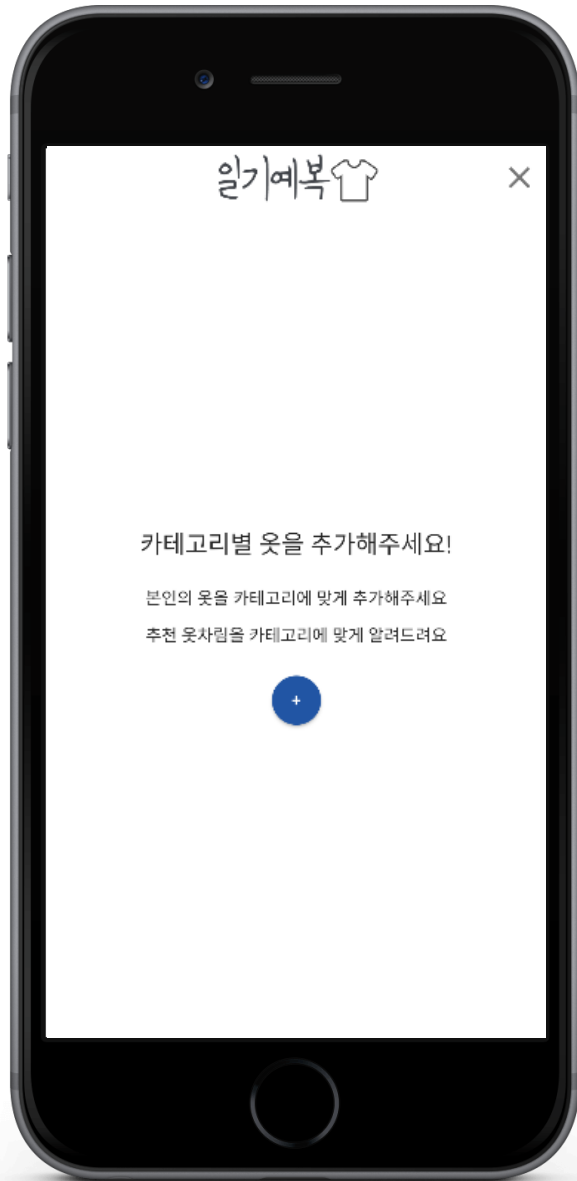 일기예복
카테고리별 옷을 추가해주세요!
본인의 옷을 카테고리에 맞게 추가해주세요
추천 옷차림을 카테고리에 맞게 알려드려요
+